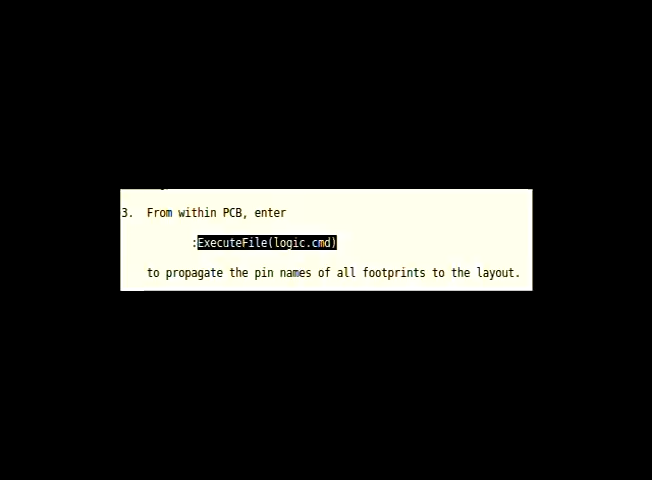 3. From within PCB, enter
:ExecuteFile(logic.cmd)
to propagate the pin names of all footprints to the layout.